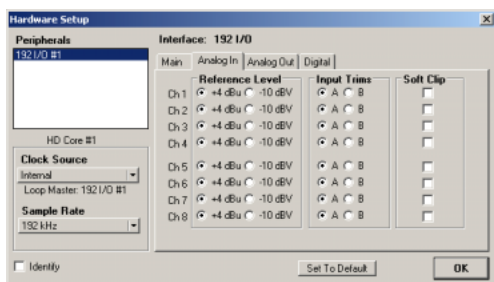 Hardware Setup
Peripherals
192 I/O #1
HD Core #1
Clock Source
Internal
Loop Master: 192 I/O #1
Sample Rate
192 kHz
Identify
Interface: 192 I/O
Main Analog In Analog Out Digital
Reference Level Input Trims Soft Clip
Ch 1 +4 dBu -10 dBV A B
Ch 2 +4 dBu -10 dBV A B
Ch 3 +4 dBu -10 dBV A B
Ch 4 +4 dBu -10 dBV A B
Ch 5 +4 dBu -10 dBV A B
Ch 6 +4 dBu -10 dBV A B
Ch 7 +4 dBu -10 dBV A B
Ch 8 +4 dBu -10 dBV A B
Set To Default OK